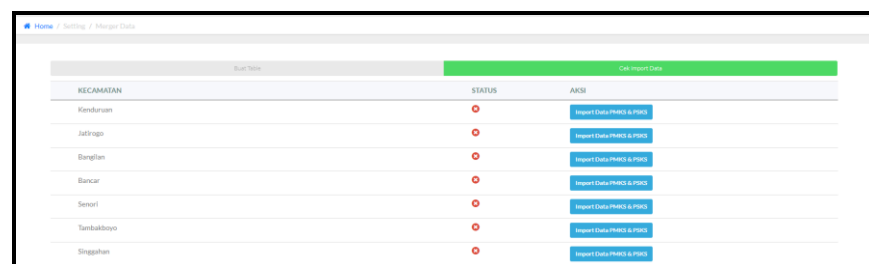 Home / Setting / Merger Data
Buat Table Cek Import Data
KECAMATAN STATUS AKSI
Kenduruan Import Data PMKS & PSKS
Jatirogo Import Data PMKS & PSKS
Bangilan Import Data PMKS & PSKS
Bancar Import Data PMKS & PSKS
Senori Import Data PMKS & PSKS
Tambakboyo Import Data PMKS & PSKS
Singgahan Import Data PMKS & PSKS